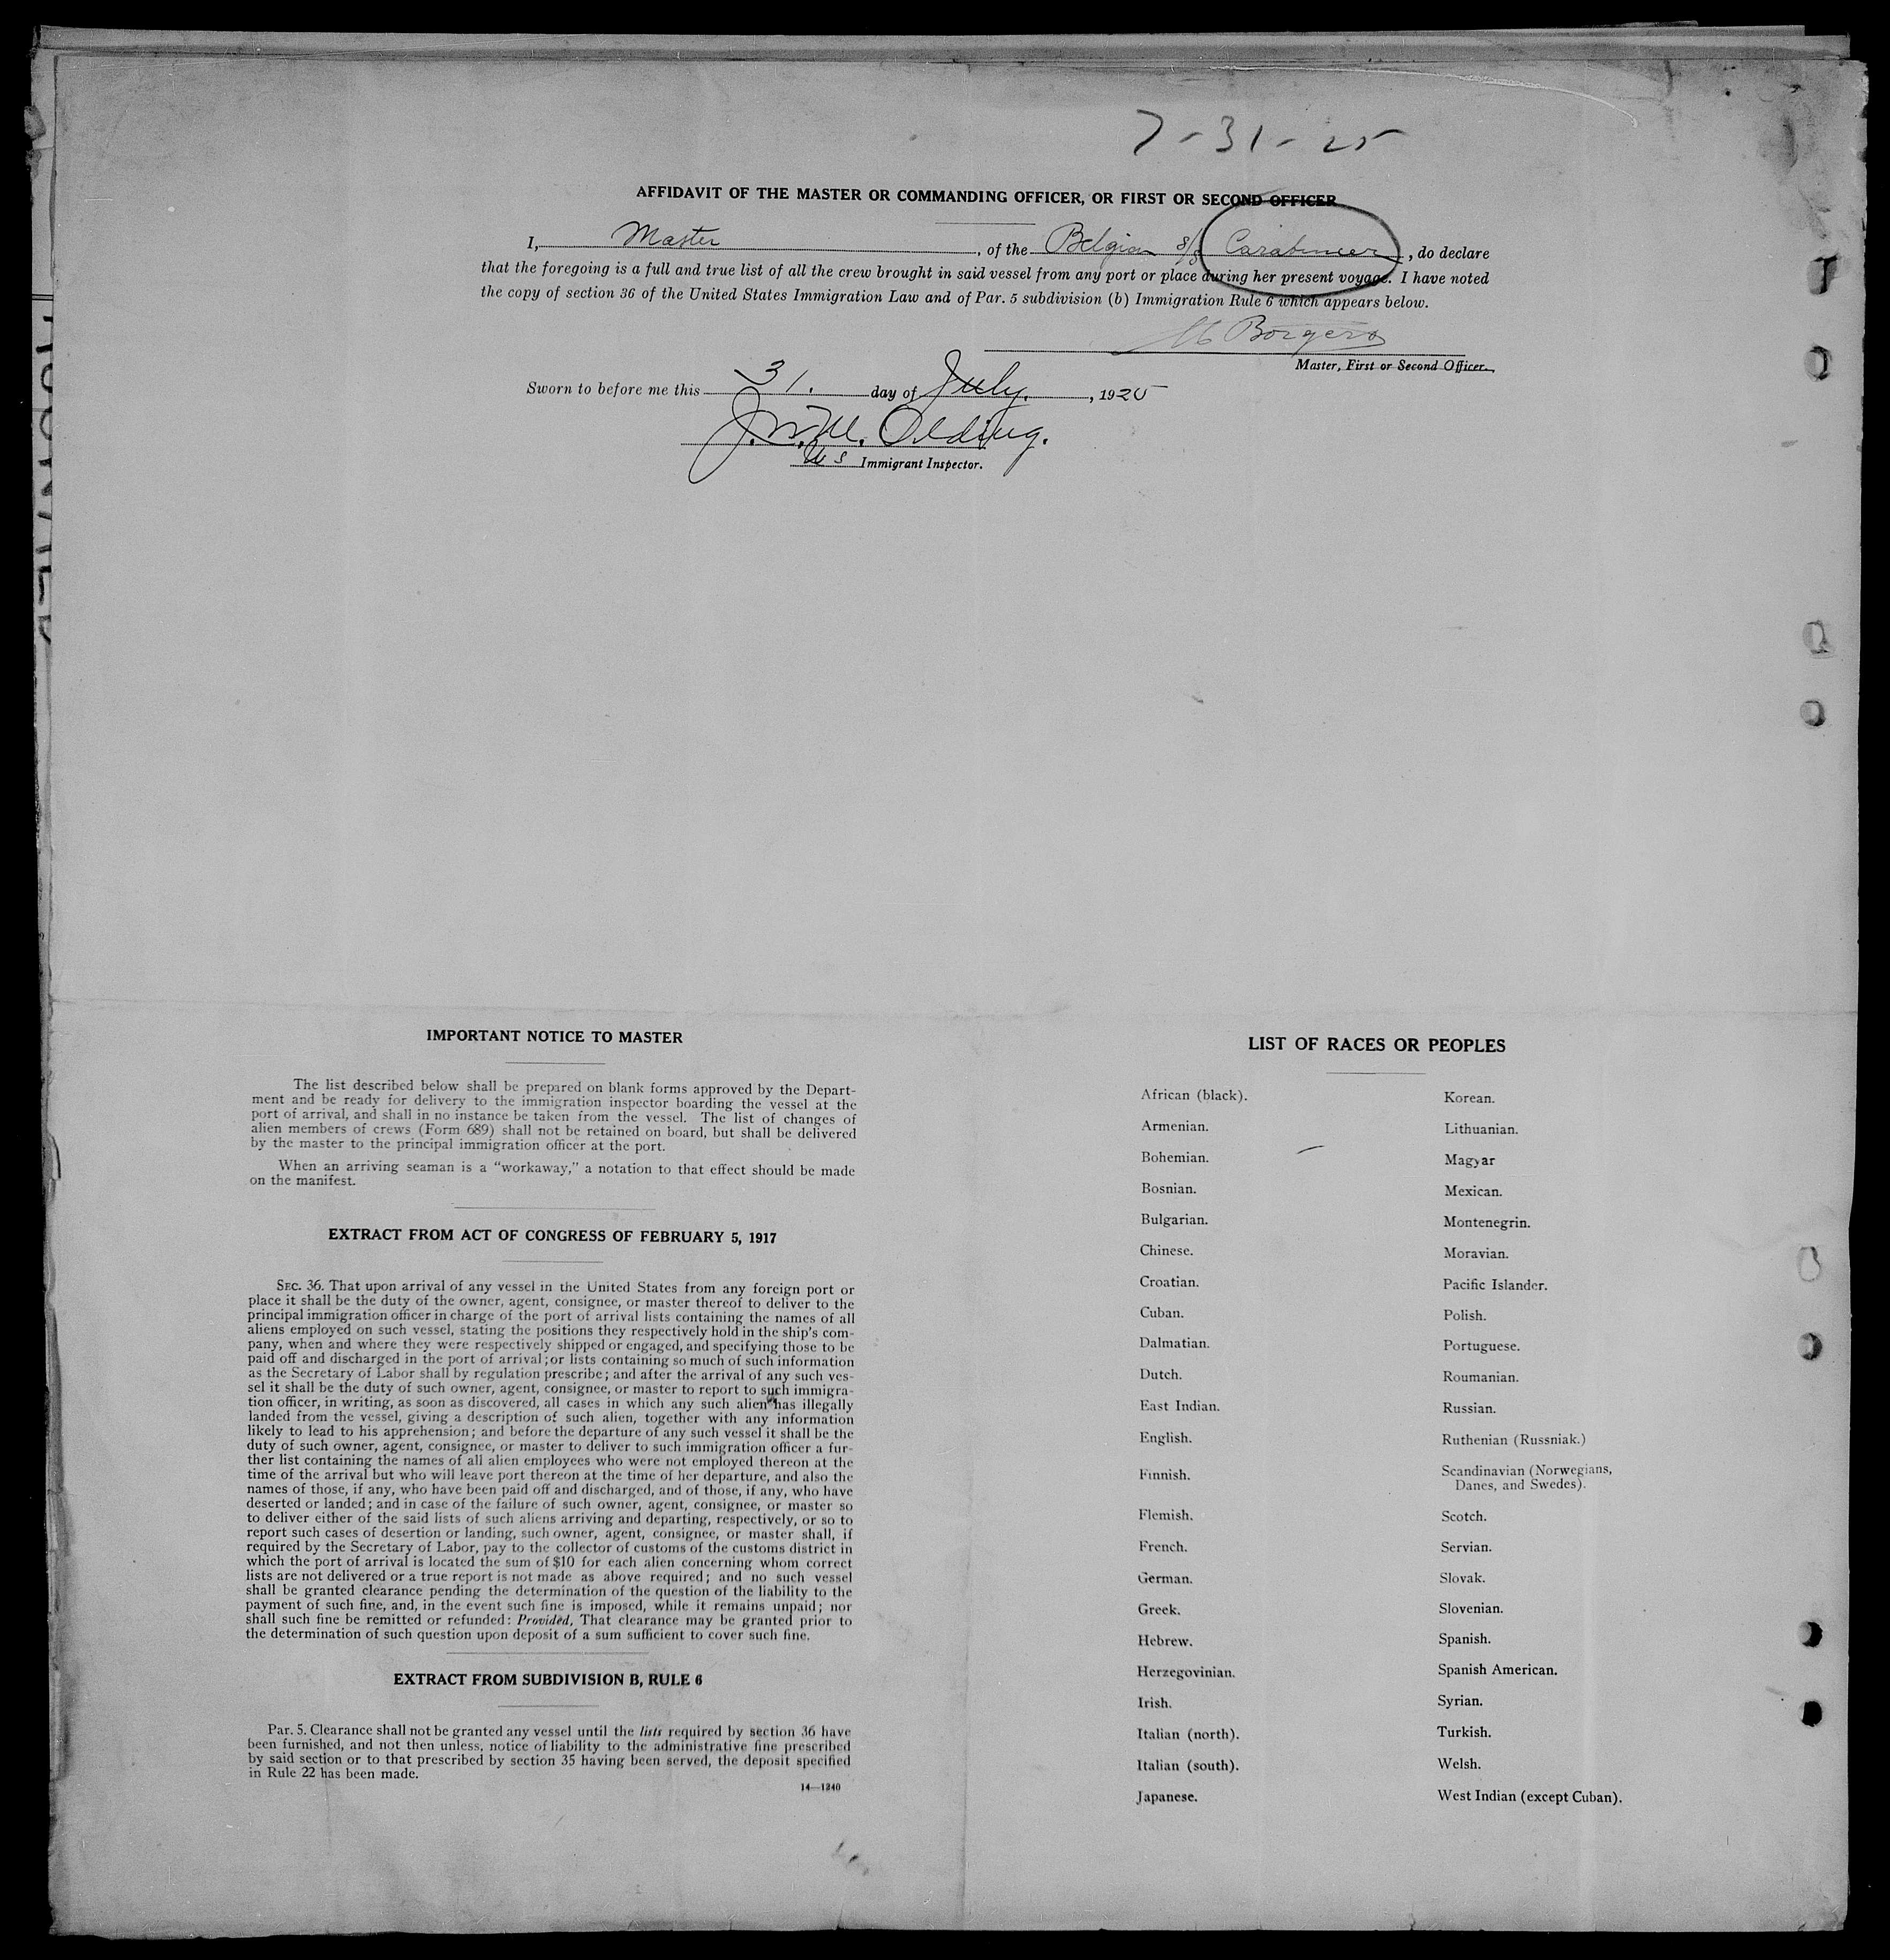 7-31-25
AFFIDAVIT OF THE MASTER OR COMMANDING OFFICER, OR FIRST OR SECOND OFFICER
I, Master, of the Belgian S/S Carabinier, do declare
that the foregoing is a full and true list of all the crew brought in said vessel from any port or place during her present voyage. I have noted
the copy of section 36 of the United States Immigration Law and of Par. 5 subdivision (b) Immigration Rule 6 which appears below.
Borgers
Master, First or Second Officer.
Sworn to before me this 31. day of July. , 1925
Olding.
US Immigrant Inspector.
IMPORTANT NOTICE TO MASTER
The list described below shall be prepared on blank forms approved by the Depart-
ment and be ready for delivery to the immigration inspector boarding the vessel at the
port of arrival, and shall in no instance be taken from the vessel. The list of changes of
alien members of crews (Form 689) shall not be retained on board, but shall be delivered
by the master to the principal immigration officer at the port.
When an arriving seaman is a "workaway," a notation to that effect should be made
on the manifest.
EXTRACT FROM ACT OF CONGRESS OF FEBRUARY 5, 1917
SEC. 36. That upon arrival of any vessel in the United States from any foreign port or
place it shall be the duty of the owner, agent, consignee, or master thereof to deliver to the
principal immigration officer in charge of the port of arrival lists containing the names of all
aliens employed on such vessel, stating the positions they respectively hold in the ship's com-
pany, when and where they were respectively shipped or engaged, and specifying those to be
paid off and discharged in the port of arrival; or lists containing so much of such information
as the Secretary of Labor shall by regulation prescribe; and after the arrival of any such ves-
sel it shall be the duty of such owner, agent, consignee, or master to report to such immigra-
tion officer, in writing, as soon as discovered, all cases in which any such alien has illegally
landed from the vessel, giving a description of such alien, together with any information
likely to lead to his apprehension; and before the departure of any such vessel it shall be the
duty of such owner, agent, consignee, or master to deliver to such immigration officer a fur-
ther list containing the names of all alien employees who were not employed thereon at the
time of the arrival but who will leave port thereon at the time of her departure, and also the
names of those, if any, who have been paid off and discharged, and of those, if any, who have
deserted or landed; and in case of the failure of such owner, agent, consignee, or master so
to deliver either of the said lists of such aliens arriving and departing, respectively, or so to
report such cases of desertion or landing, such owner, agent, consignee, or master shall, if
required by the Secretary of Labor, pay to the collector of customs of the customs district in
which the port of arrival is located the sum of $10 for each alien concerning whom correct
lists are not delivered or a true report is not made as above required; and no such vessel
shall be granted clearance pending the determination of the question of the liability to the
payment of such fine, and, in the event such fine is imposed, while it remains unpaid; nor
shall such fine be remitted or refunded: Provided, That clearance may be granted prior to
the determination of such question upon deposit of a sum sufficient to cover such fine.
EXTRACT FROM SUBDIVISION B, RULE 6
Par. 5. Clearance shall not be granted any vessel until the lists required by section 36 have
been furnished, and not then unless, notice of liability to the administrative fine prescribed
by said section or to that prescribed by section 35 having been served, the deposit specified
in Rule 22 has been made.
14—1240
LIST OF RACES OR PEOPLES
African (black).
Armenian.
Bohemian.
Bosnian.
Bulgarian.
Chinese.
Croatian.
Cuban.
Dalmatian.
Dutch.
East Indian.
English.
Finnish.
Flemish.
French.
German.
Greek.
Hebrew.
Herzegovinian.
Irish.
Italian (north).
Italian (south).
Japanese.
Korean.
Lithuanian.
Magyar
Mexican.
Montenegrin.
Moravian.
Pacific Islander.
Polish.
Portuguese.
Roumanian.
Russian.
Ruthenian (Russniak.)
Scandinavian (Norwegians,
Danes, and Swedes).
Scotch.
Servian.
Slovak.
Slovenian.
Spanish.
Spanish American.
Syrian.
Turkish.
Welsh.
West Indian (except Cuban).